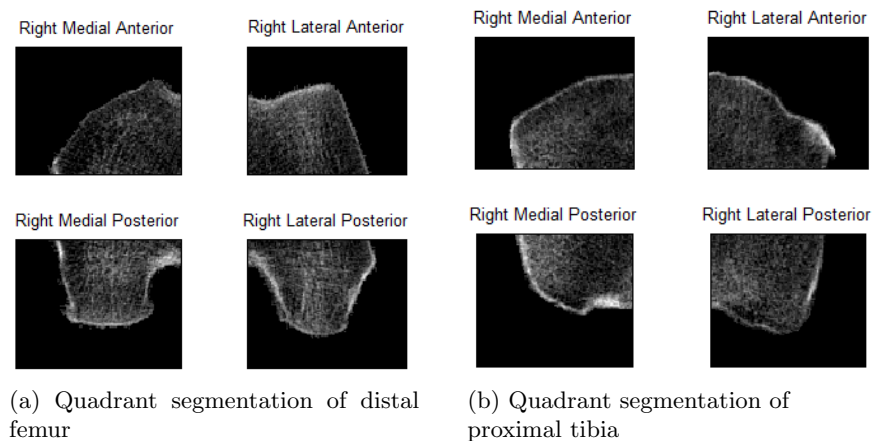 Right Medial Anterior
Right Lateral Anterior
Right Medial Posterior
Right Lateral Posterior
(a) Quadrant segmentation of distal
femur
Right Medial Anterior
Right Lateral Anterior
Right Medial Posterior
Right Lateral Posterior
(b) Quadrant segmentation of
proximal tibia